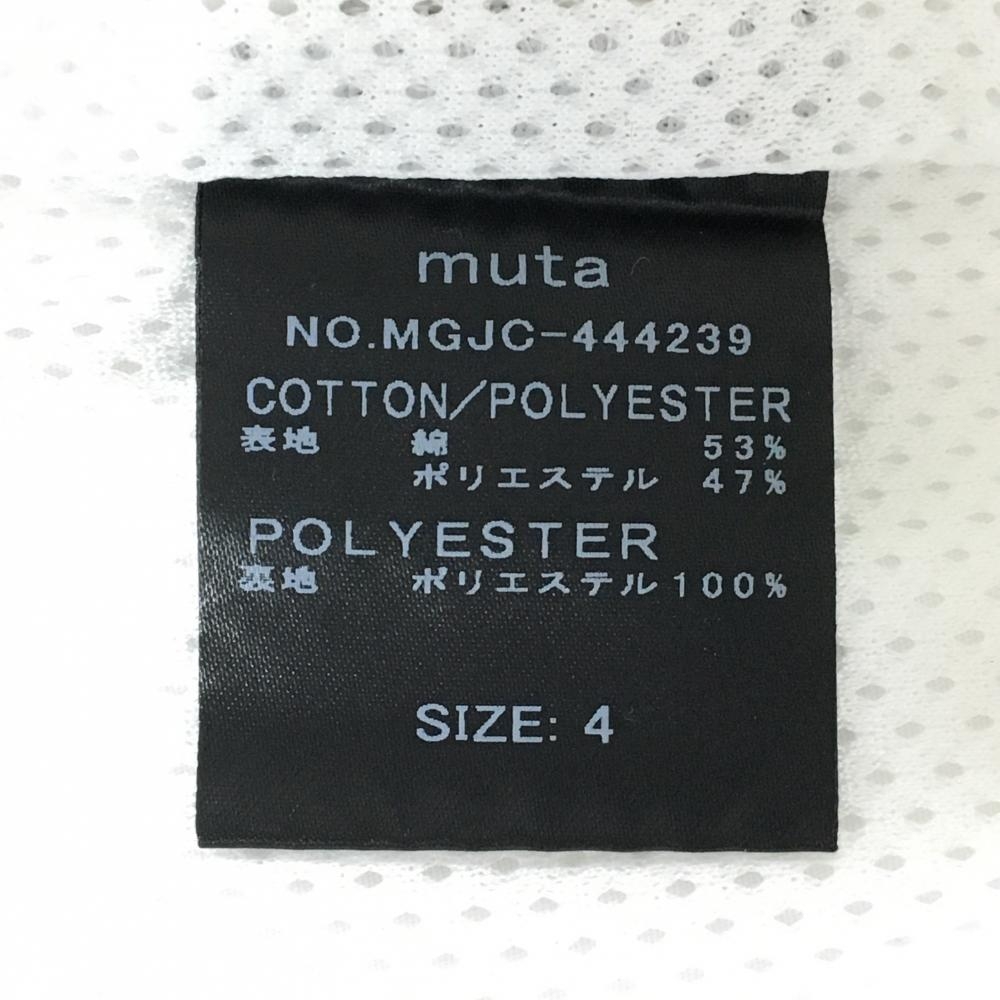 muta
NO.MGJC-444239
COTTON/POLYESTER
表地 綿 53%
ポリエステル 47%
POLYESTER
表地 ポリエステル100%
SIZE: 4